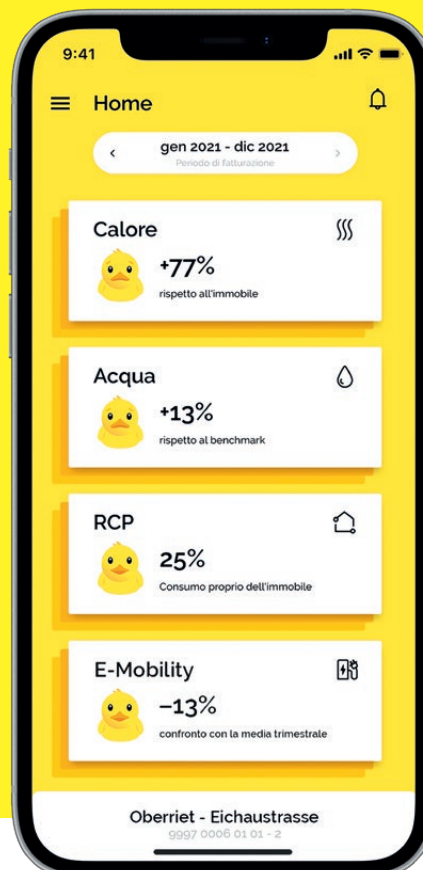 9:41
Home
gen 2021 - dic 2021
Periodo di fatturazione
Calore
+77%
rispetto all'immobile
Acqua
+13%
rispetto al benchmark
RCP
25%
Consumo proprio dell'immobile
E-Mobility
–13%
confronto con la media trimestrale
Oberriet - Eichaustrasse
9997 0006 01 01 - 2